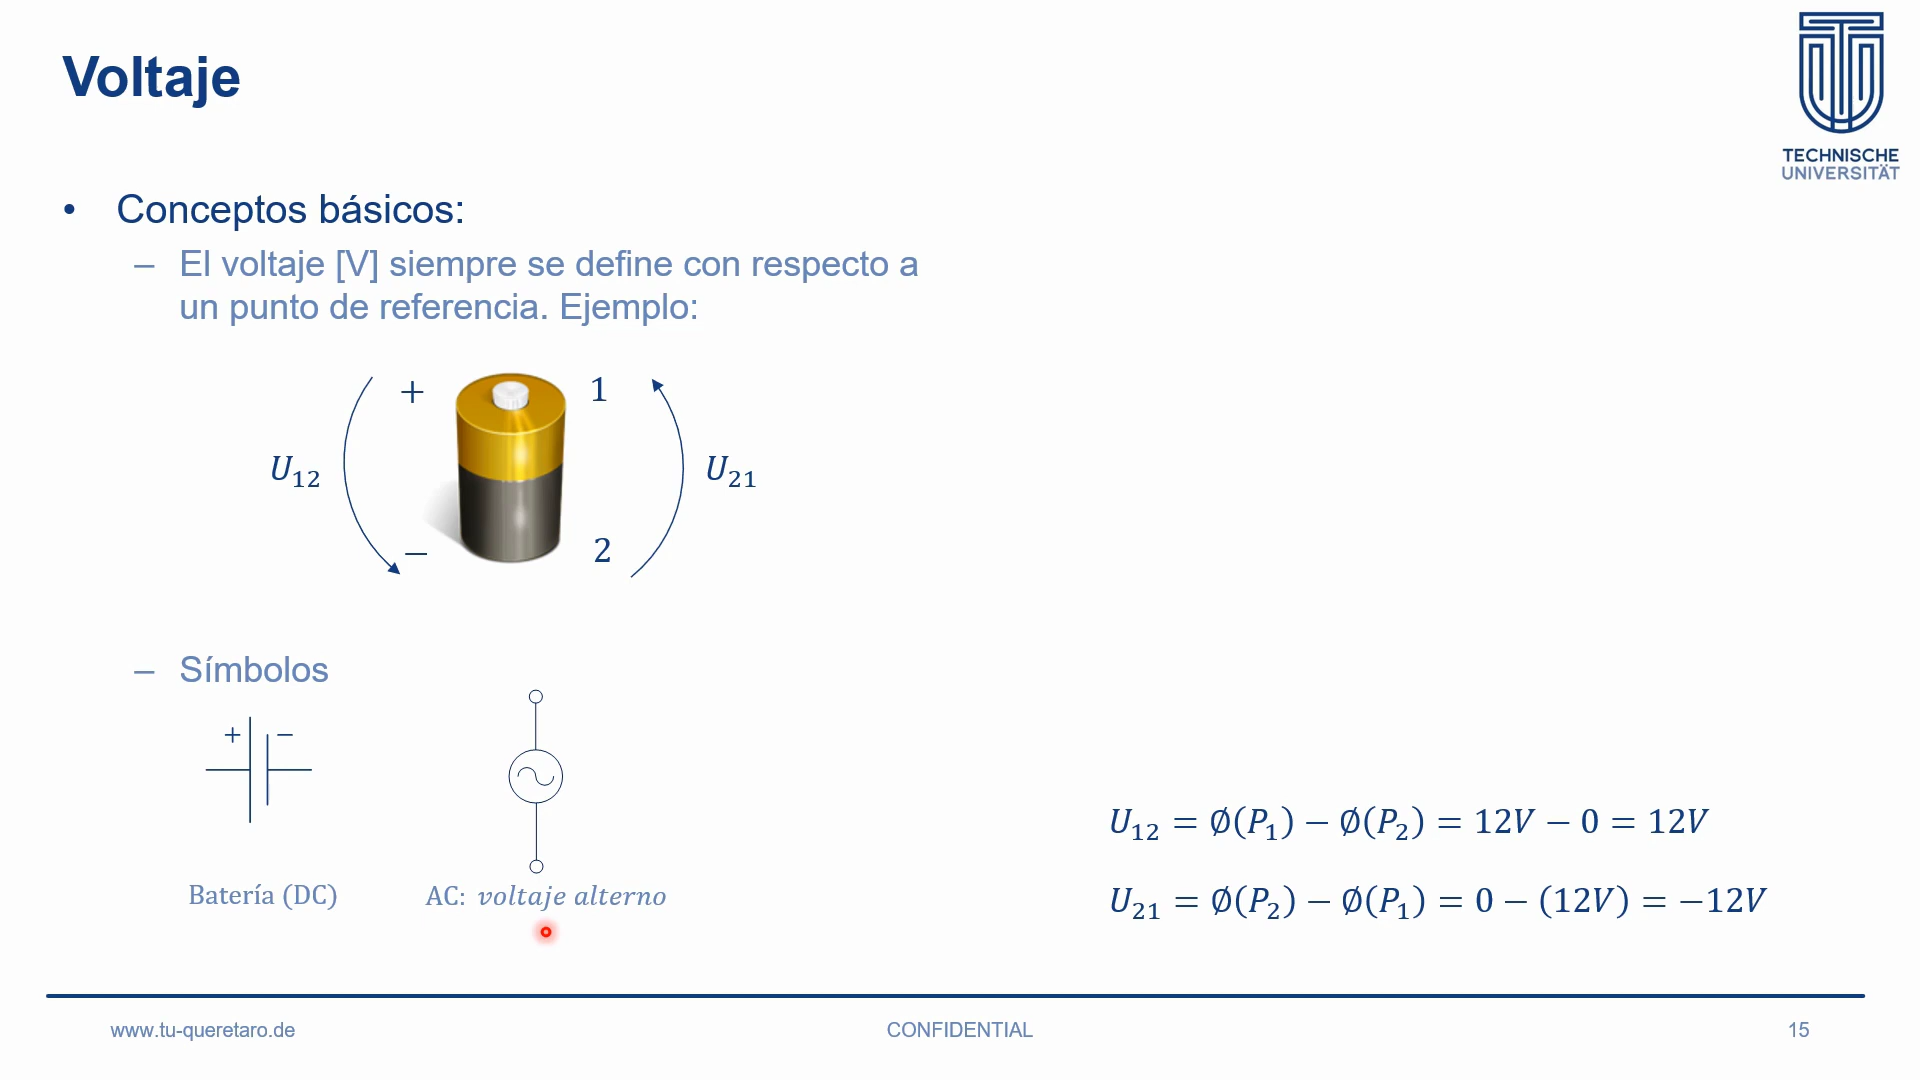 Voltaje
TECHNISCHE
UNIVERSITÄT
• Conceptos básicos:
– El voltaje [V] siempre se define con respecto a
un punto de referencia. Ejemplo:
+ 1
U₁₂ U₂₁
− 2
– Símbolos
+ −
U₁₂ = ∅(P₁) − ∅(P₂) = 12V − 0 = 12V
Batería (DC) AC: voltaje alterno
U₂₁ = ∅(P₂) − ∅(P₁) = 0 − (12V) = −12V
www.tu-queretaro.de CONFIDENTIAL 15